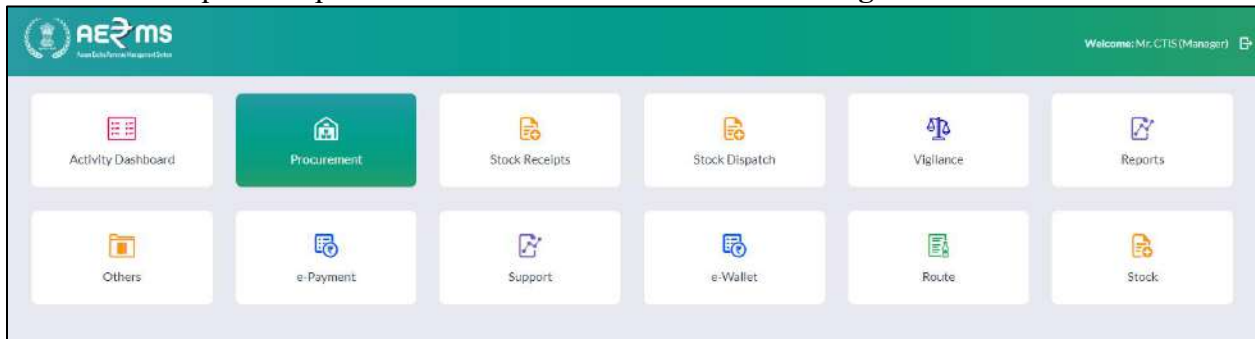 AE₹MS
Welcome: Mr. CTIS (Manager)
Activity Dashboard
Procurement
Stock Receipts
Stock Dispatch
Vigilance
Reports
Others
e-Payment
Support
e-Wallet
Route
Stock